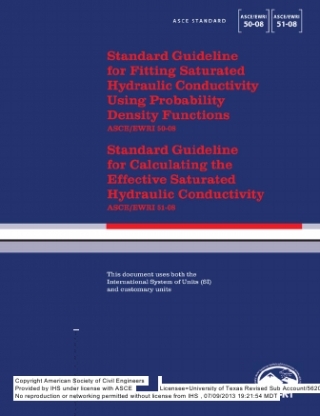 ASCE STANDARD
ASCE/EWRI
50-08
ASCE/EWRI
51-08
Standard Guideline
for Fitting Saturated
Hydraulic Conductivity
Using Probability
Density Functions
ASCE/EWRI 50-08
Standard Guideline
for Calculating the
Effective Saturated
Hydraulic Conductivity
ASCE/EWRI 51-08
This document uses both the
International System of Units (SI)
and customary units
Copyright American Society of Civil Engineers
Provided by IHS under license with ASCE
Licensee=University of Texas Revised Sub Account/5620
No reproduction or networking permitted without license from IHS
, 07/09/2013 19:21:54 MDT